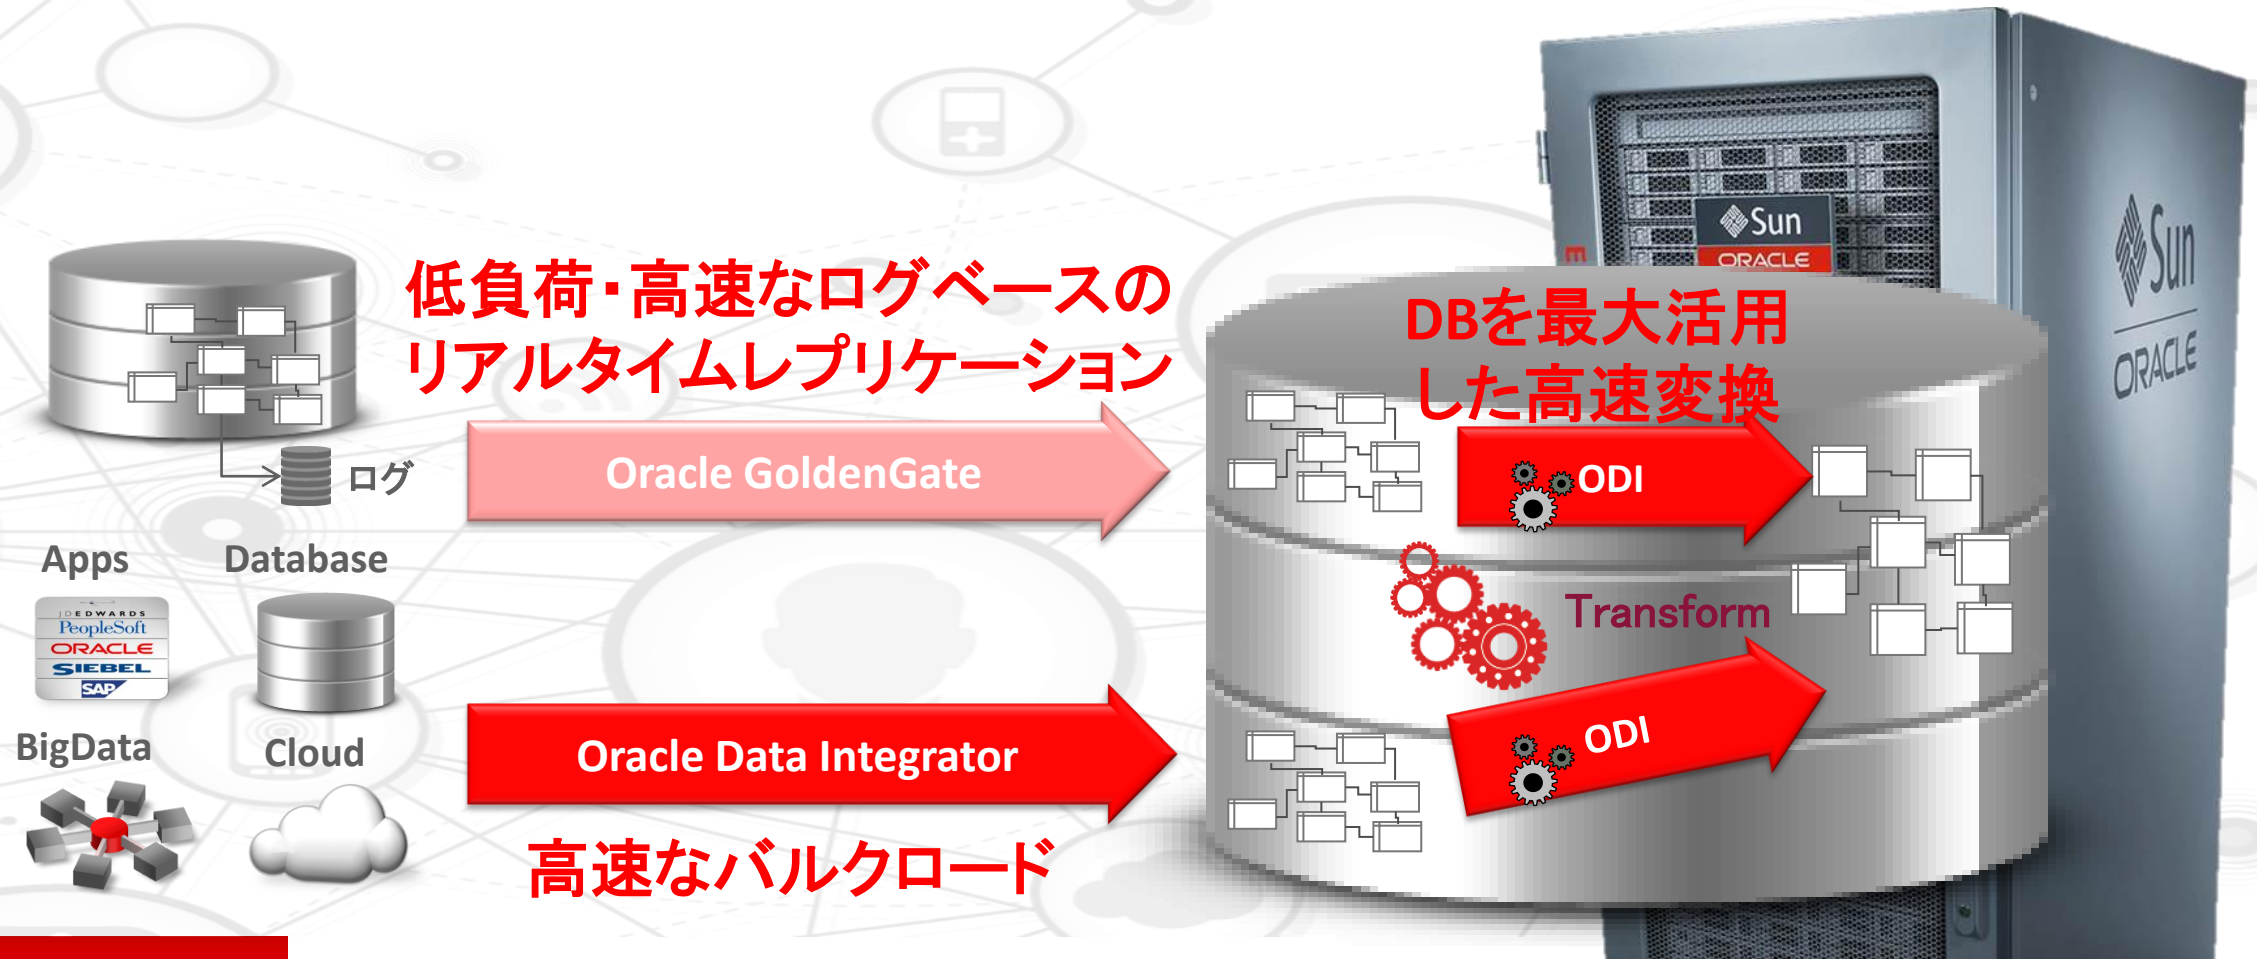 低負荷・高速なログベースの
リアルタイムレプリケーション
Oracle GoldenGate
ログ
Apps
Database
JDEDWARDS
PeopleSoft
ORACLE
SIEBEL
SAP
BigData
Cloud
Oracle Data Integrator
高速なバルクロード
Sun
ORACLE
DBを最大活用
した高速変換
ODI
Transform
ODI
Sun
ORACLE